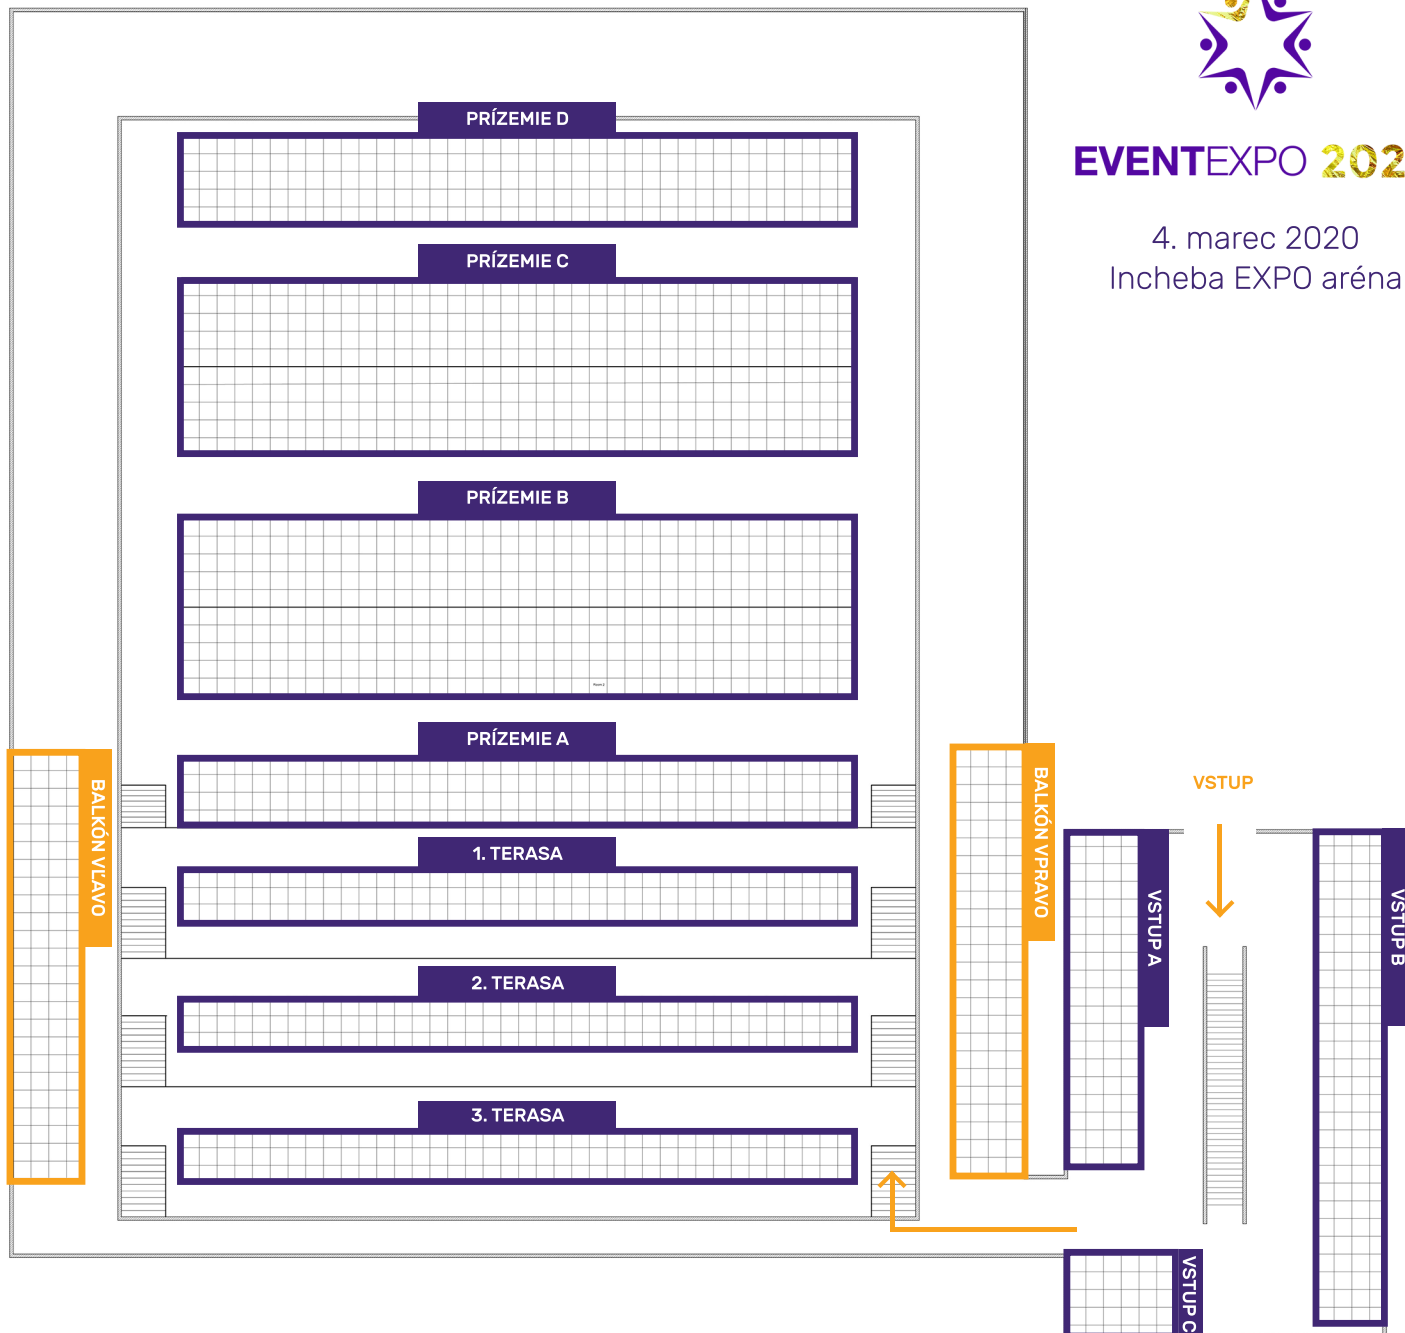 EVENTEXPO 202
4. marec 2020
Incheba EXPO aréna
PRÍZEMIE D
PRÍZEMIE C
PRÍZEMIE B
PRÍZEMIE A
1. TERASA
2. TERASA
3. TERASA
BALKÓN VĽAVO
BALKÓN VPRAVO
VSTUP
VSTUP A
VSTUP B
VSTUP C